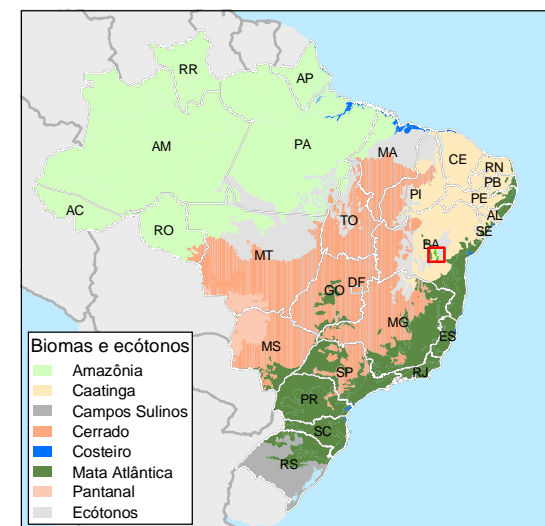 RR
AP
AM
PA
MA
CE
RN
PB
PE
AL
SE
PI
AC
RO
TO
BA
MT
GO
DF
MG
ES
MS
SP
RJ
PR
SC
RS
Biomas e ecótonos
Amazônia
Caatinga
Campos Sulinos
Cerrado
Costeiro
Mata Atlântica
Pantanal
Ecótonos